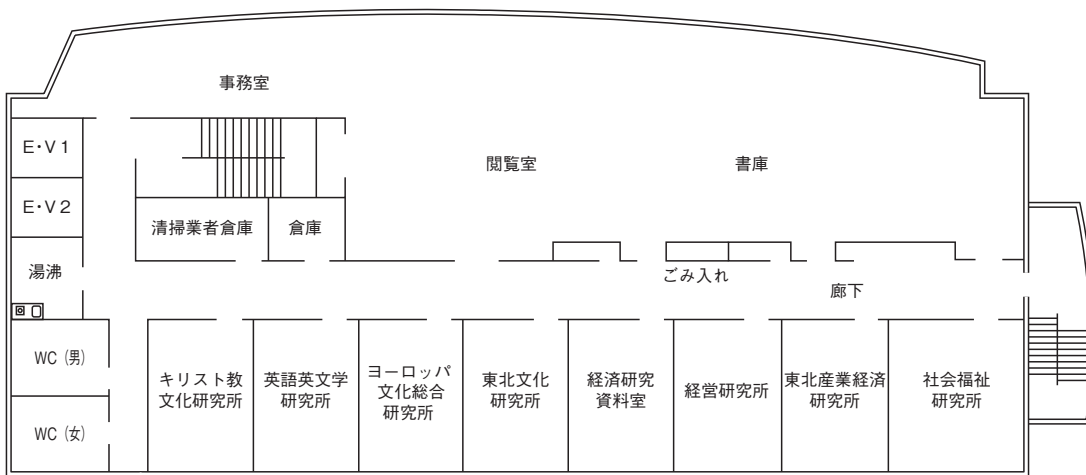 事務室
E・V1
閲覧室
書庫
E・V2
清掃業者倉庫
倉庫
湯沸
ごみ入れ
廊下
WC（男）
キリスト教
文化研究所
英語英文学
研究所
ヨーロッパ
文化総合
研究所
東北文化
研究所
経済研究
資料室
経営研究所
東北産業経済
研究所
社会福祉
研究所
WC（女）